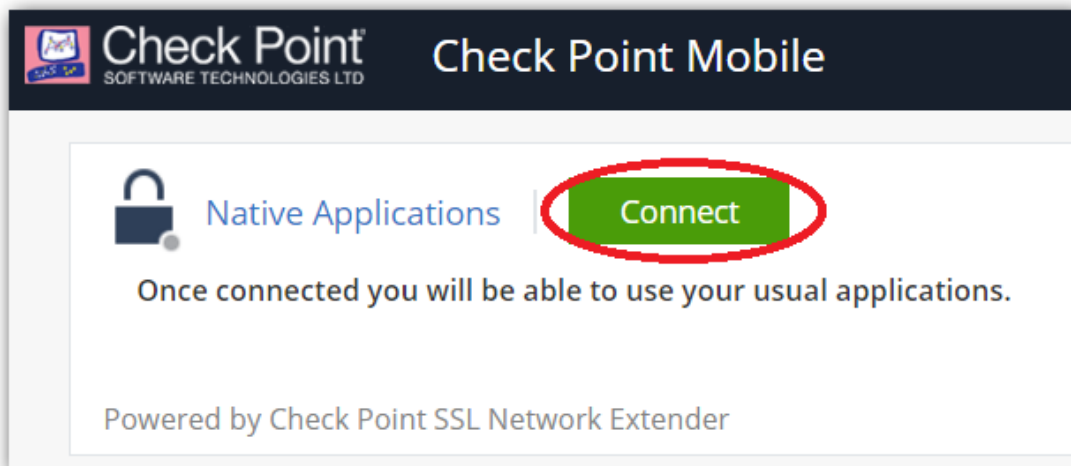 Check Point
SOFTWARE TECHNOLOGIES LTD
Check Point Mobile
Native Applications
Connect
Once connected you will be able to use your usual applications.
Powered by Check Point SSL Network Extender